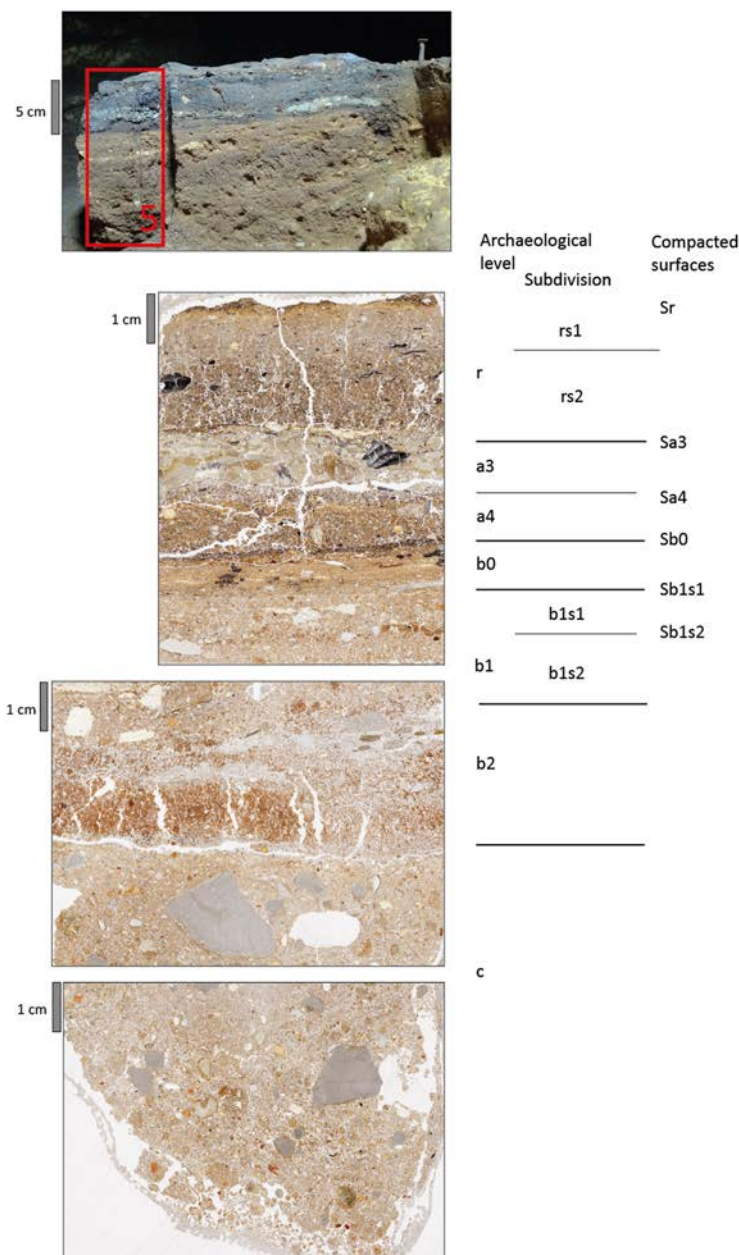 5 cm
5
Archaeological level
Subdivision
Compacted surfaces
Sr
rs1
1 cm
r
rs2
Sa3
a3
Sa4
a4
Sb0
b0
Sb1s1
b1s1
Sb1s2
b1
b1s2
1 cm
b2
c
1 cm